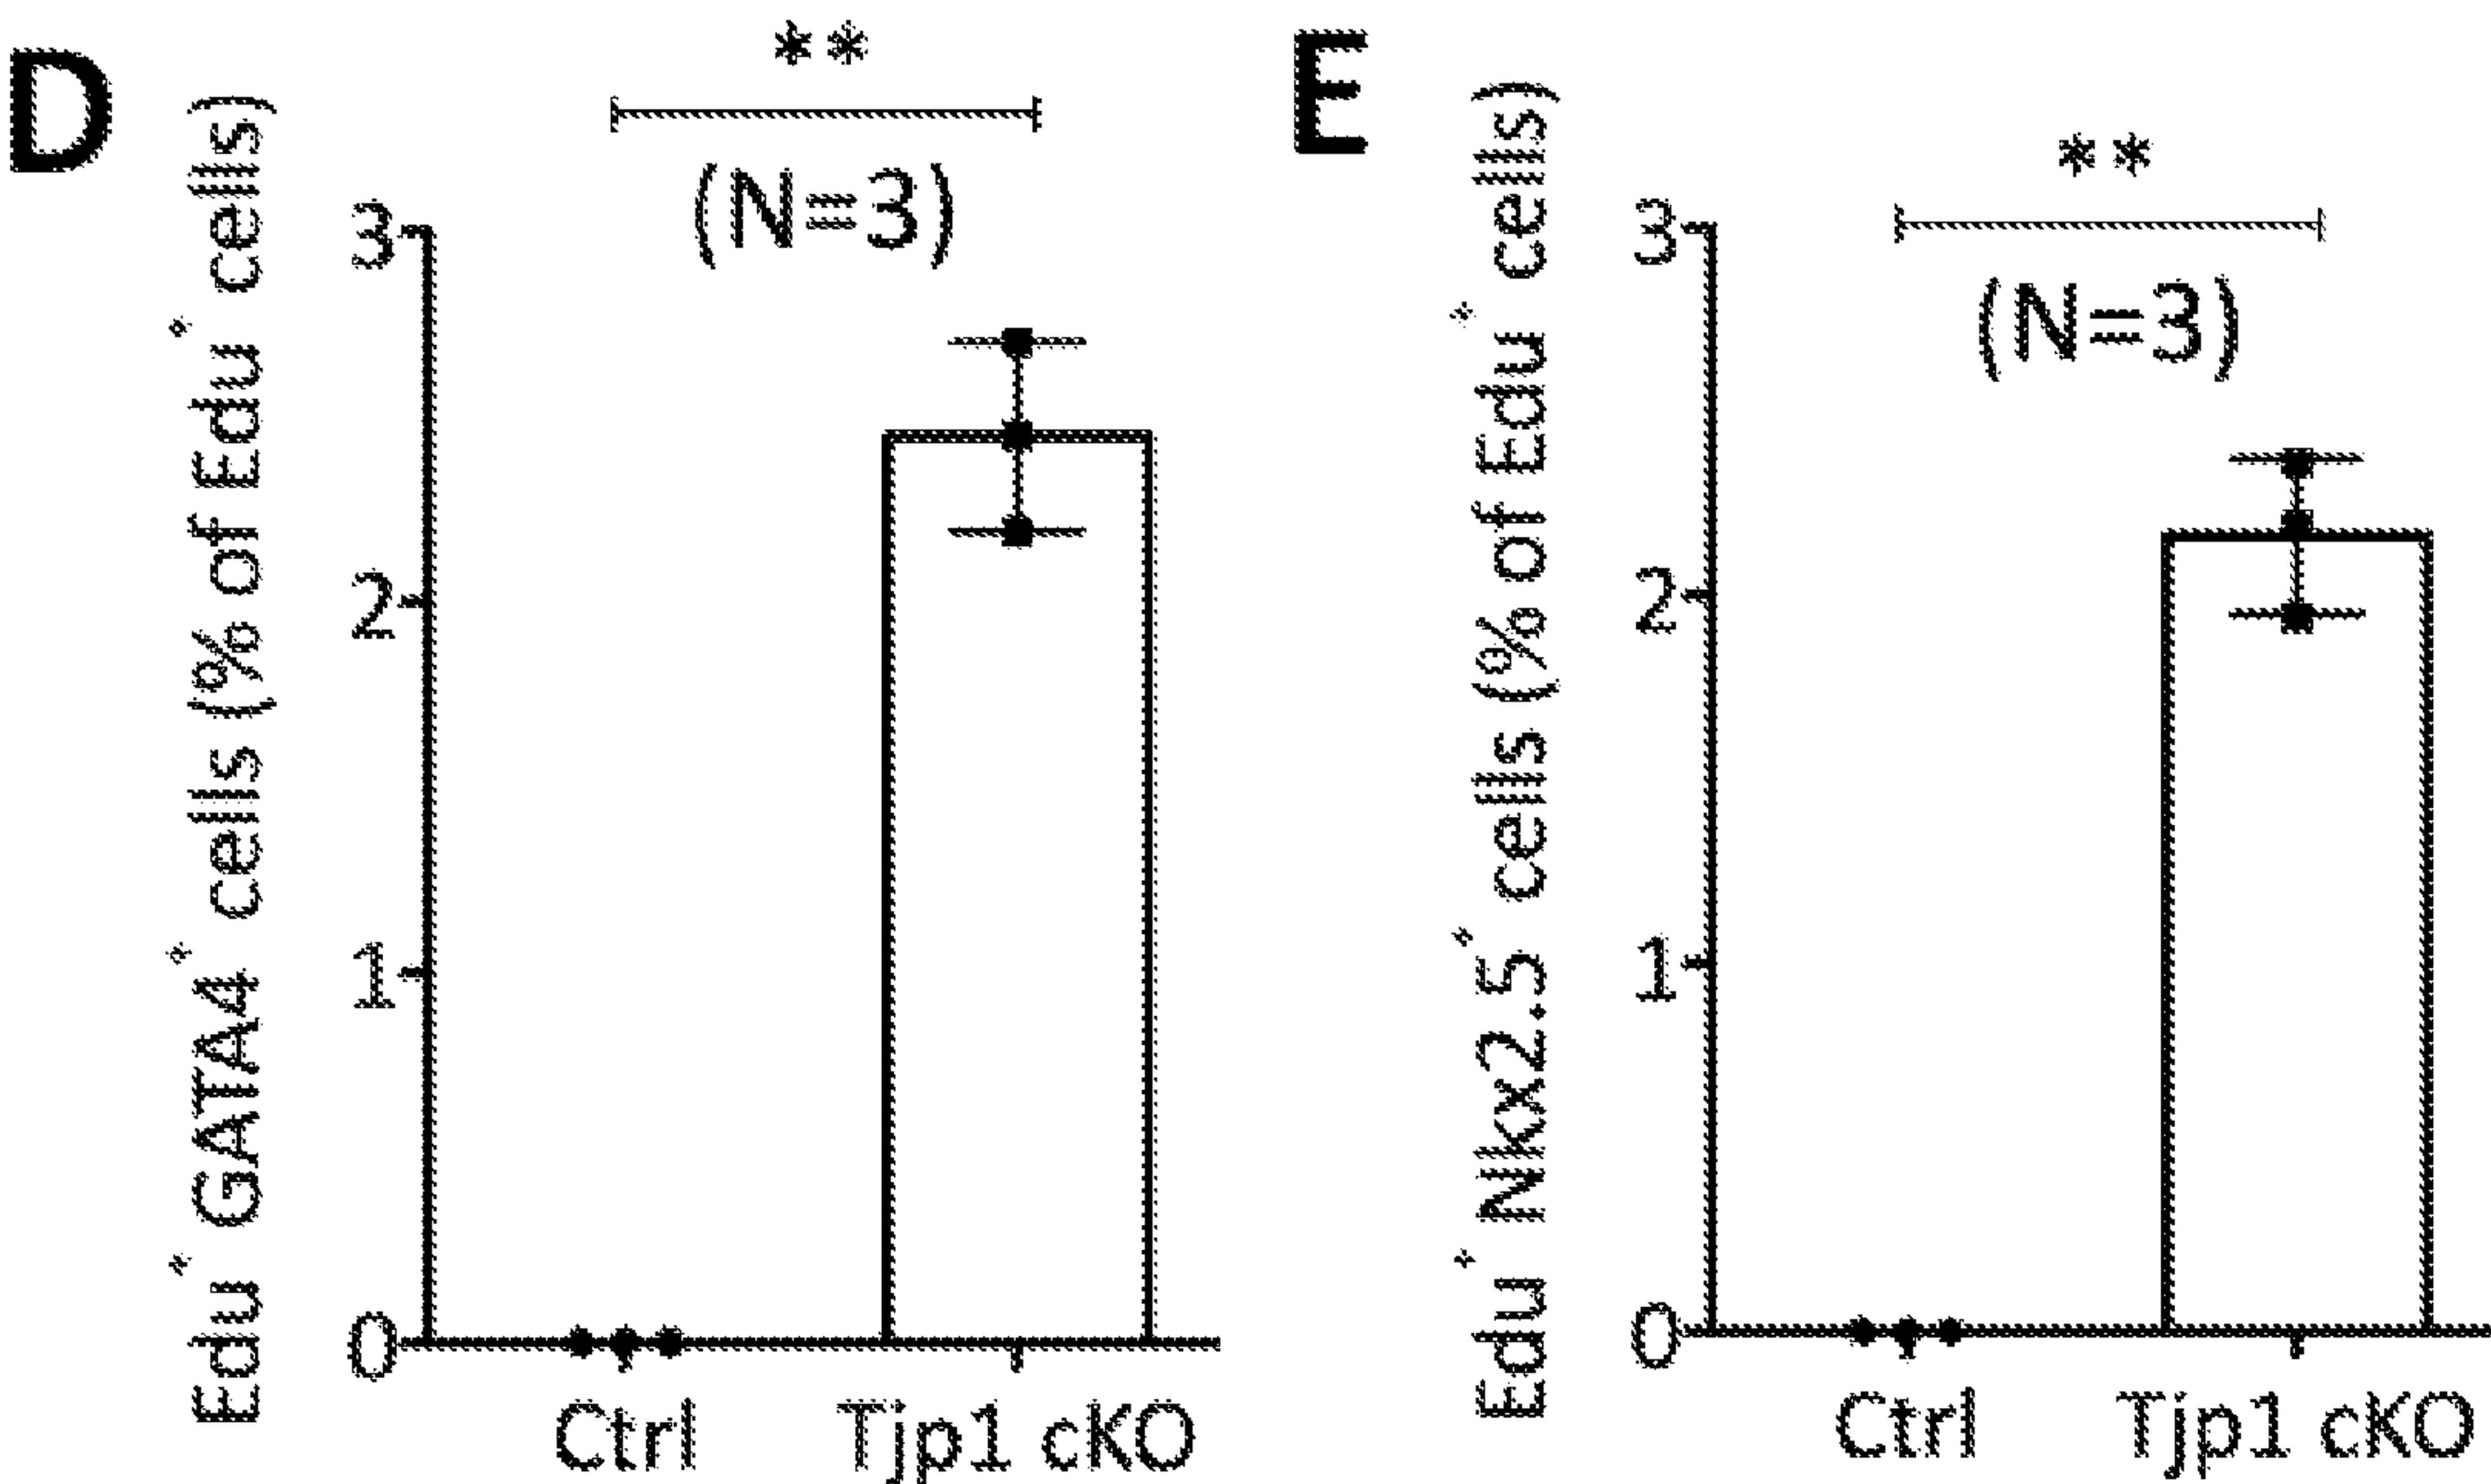 D
**
(N=3)
Edu⁺ GATA4⁺ cells (% of Edu⁺ cells)
3
2
1
0
Ctrl
Tjp1 cKO
E
**
(N=3)
Edu⁺ Nkx2.5⁺ cells (% of Edu⁺ cells)
3
2
1
0
Ctrl
Tjp1 cKO